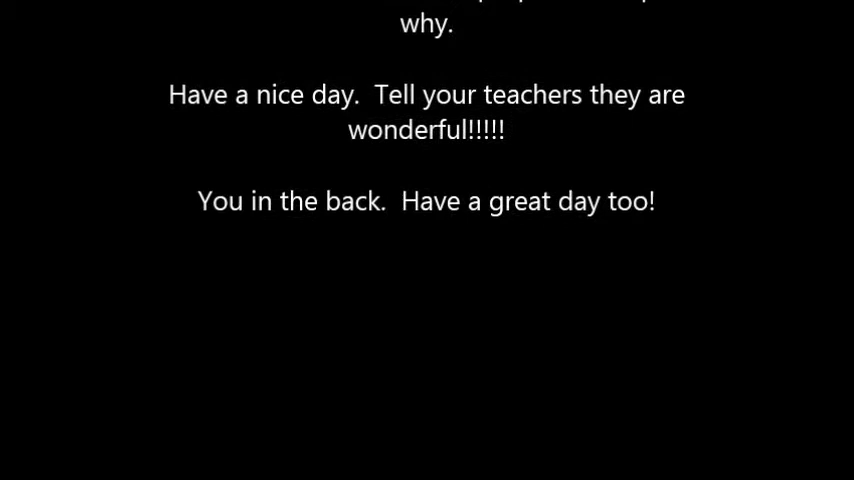 why.
Have a nice day.  Tell your teachers they are
wonderful!!!!!
You in the back.  Have a great day too!